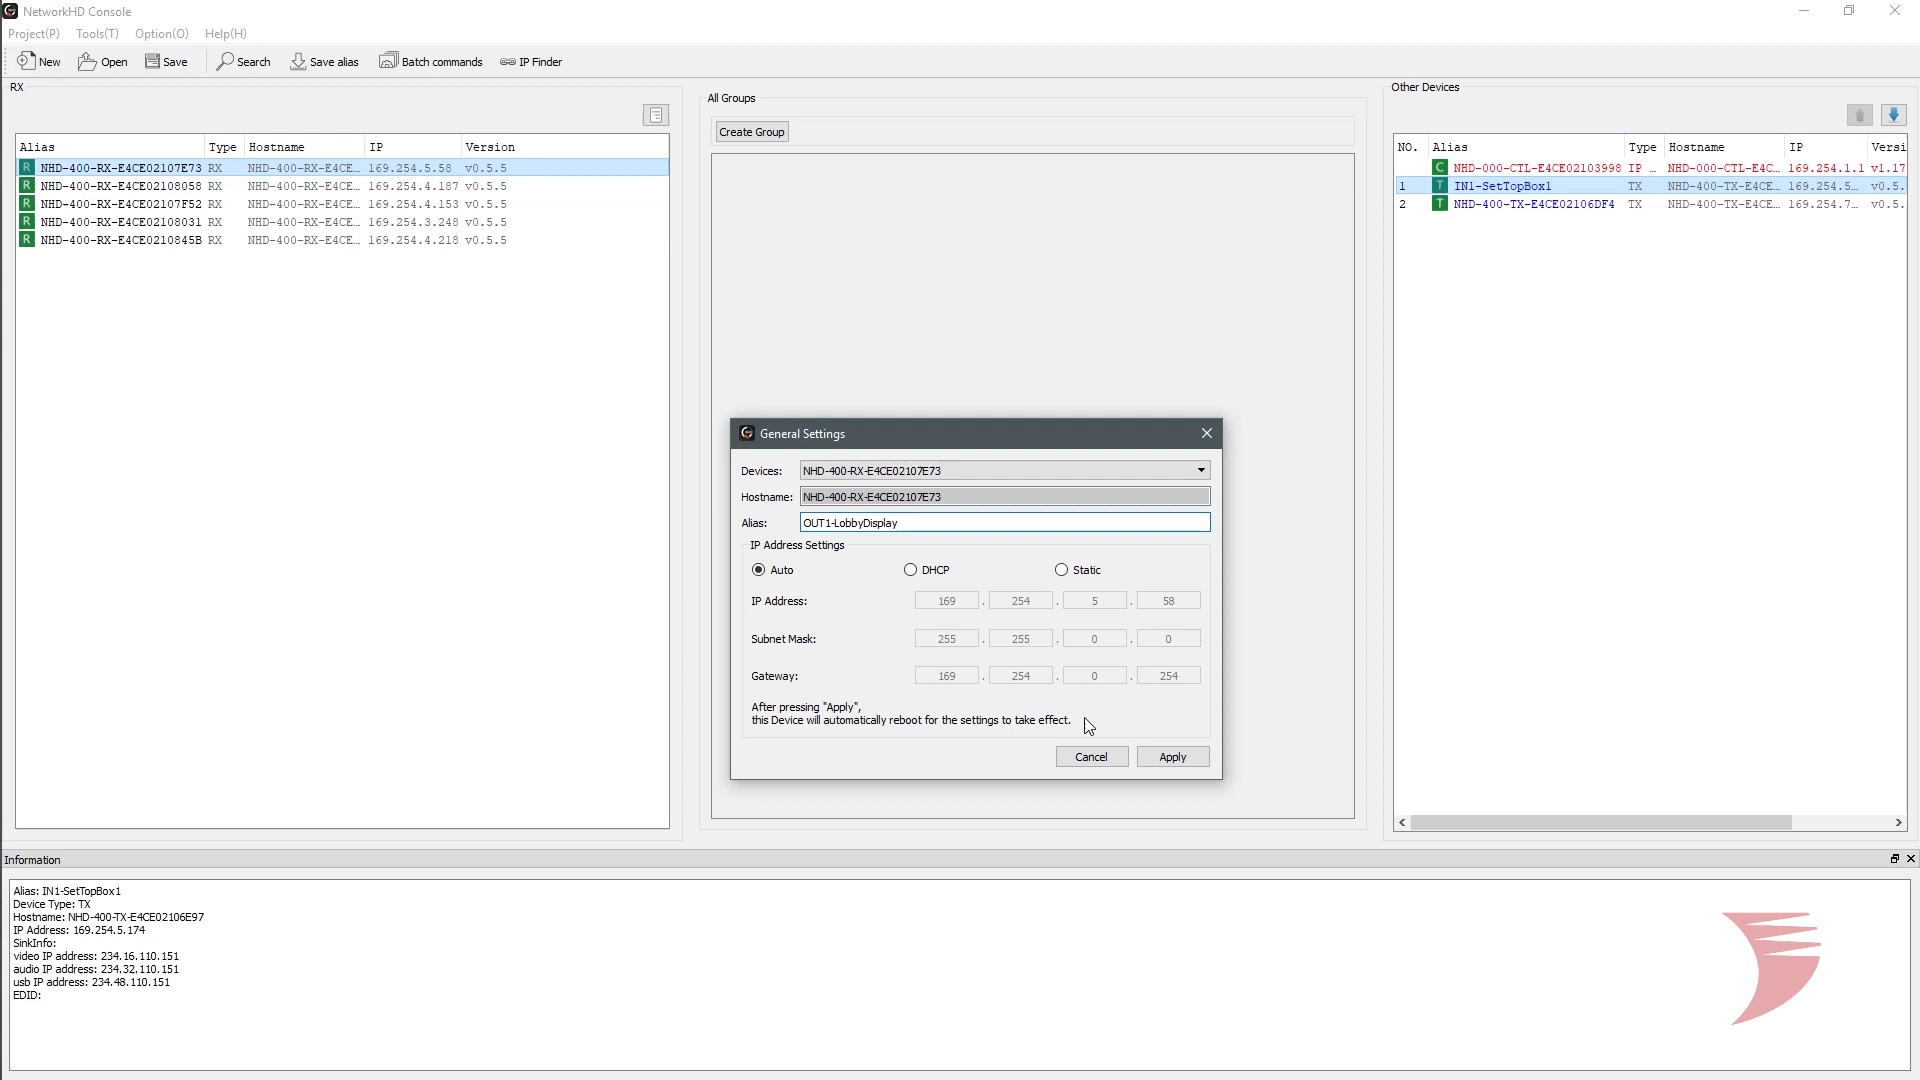 NetworkHD Console
Project(P) Tools(T) Option(O) Help(H)
New Open Save Search Save alias Batch commands IP Finder
RX
Alias Type Hostname IP Version
R NHD-400-RX-E4CE02107E73 RX NHD-400-RX-E4CE... 169.254.5.58 v0.5.5
R NHD-400-RX-E4CE02108058 RX NHD-400-RX-E4CE... 169.254.4.187 v0.5.5
R NHD-400-RX-E4CE02107F52 RX NHD-400-RX-E4CE... 169.254.4.153 v0.5.5
R NHD-400-RX-E4CE02108031 RX NHD-400-RX-E4CE... 169.254.3.248 v0.5.5
R NHD-400-RX-E4CE0210845B RX NHD-400-RX-E4CE... 169.254.4.218 v0.5.5
All Groups
Create Group
General Settings
Devices: NHD-400-RX-E4CE02107E73
Hostname: NHD-400-RX-E4CE02107E73
Alias: OUT1-LobbyDisplay
IP Address Settings
Auto DHCP Static
IP Address: 169 . 254 . 5 . 58
Subnet Mask: 255 . 255 . 0 . 0
Gateway: 169 . 254 . 0 . 254
After pressing "Apply",
this Device will automatically reboot for the settings to take effect.
Cancel Apply
Other Devices
NO. Alias Type Hostname IP Versi
C NHD-000-CTL-E4CE02103998 IP ... NHD-000-CTL-E4C... 169.254.1.1 v1.17
1 T IN1-SetTopBox1 TX NHD-400-TX-E4CE... 169.254.5... v0.5.
2 T NHD-400-TX-E4CE02106DF4 TX NHD-400-TX-E4CE... 169.254.7... v0.5.
Information
Alias: IN1-SetTopBox1
Device Type: TX
Hostname: NHD-400-TX-E4CE02106E97
IP Address: 169.254.5.174
SinkInfo:
video IP address: 234.16.110.151
audio IP address: 234.32.110.151
usb IP address: 234.48.110.151
EDID: